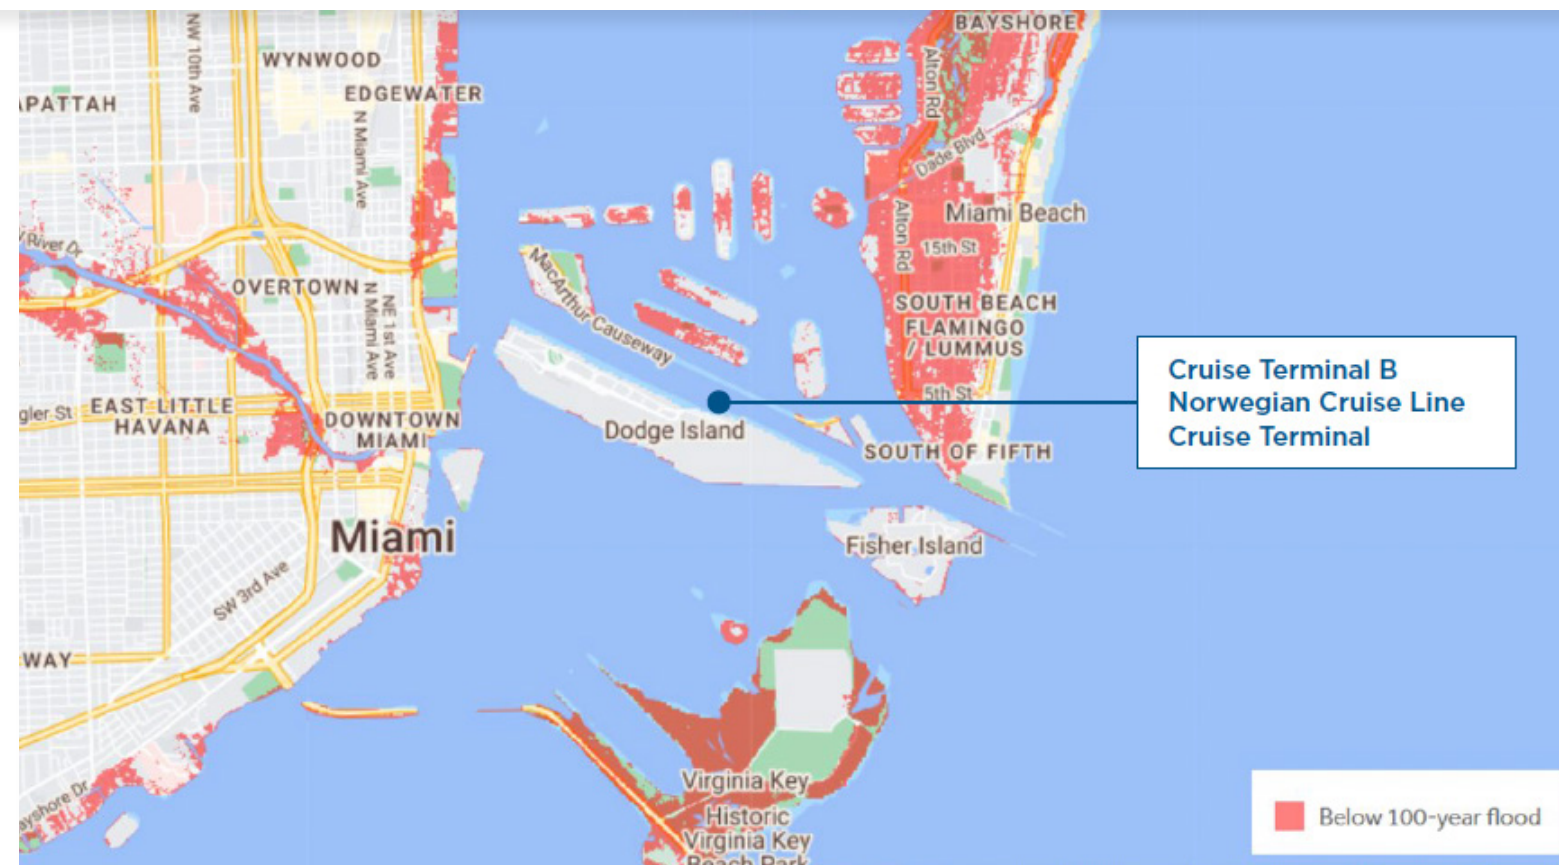 BAYSHORE
WYNWOOD
NW 10th Ave
EDGEWATER
Alton Rd
N Miami Ave
Dade Blvd
Miami Beach
Alton Rd
15th St
River Dr
MacArthur Causeway
OVERTOWN
N Miami Ave
NE 1st Ave
SOUTH BEACH
FLAMINGO
/ LUMMUS
Cruise Terminal B
Norwegian Cruise Line
Cruise Terminal
5th St
EAST LITTLE
HAVANA
DOWNTOWN
MIAMI
Dodge Island
SOUTH OF FIFTH
Miami
Fisher Island
SW 3rd Ave
WAY
Virginia Key
Historic
Virginia Key
Beach Park
Below 100-year flood